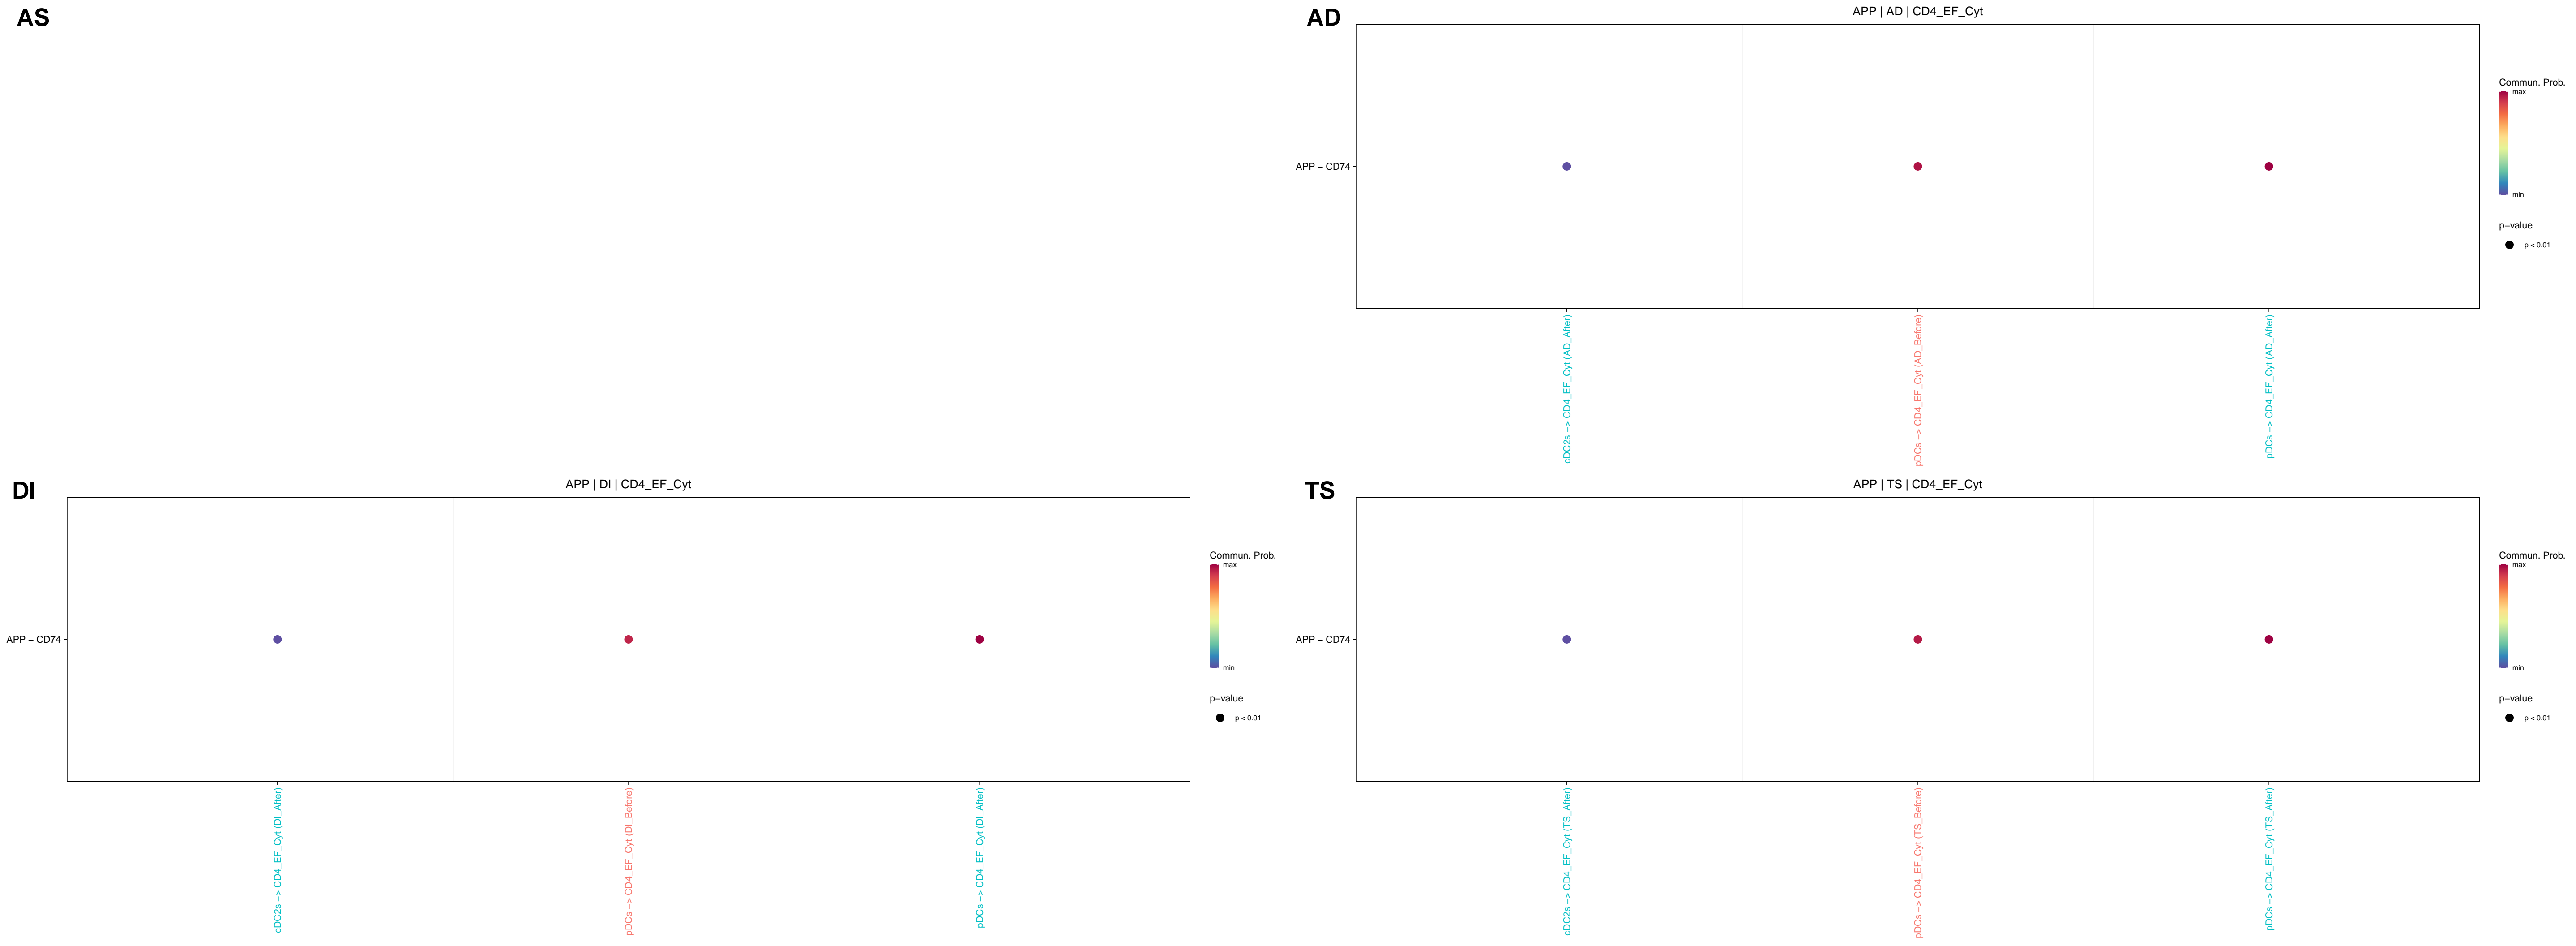 AS
AD
APP | AD | CD4_EF_Cyt
APP – CD74
cDC2s –> CD4_EF_Cyt (AD_After)
pDCs –> CD4_EF_Cyt (AD_Before)
pDCs –> CD4_EF_Cyt (AD_After)
Commun. Prob.
max
min
p–value
p < 0.01
DI
APP | DI | CD4_EF_Cyt
APP – CD74
cDC2s –> CD4_EF_Cyt (DI_After)
pDCs –> CD4_EF_Cyt (DI_Before)
pDCs –> CD4_EF_Cyt (DI_After)
Commun. Prob.
max
min
p–value
p < 0.01
TS
APP | TS | CD4_EF_Cyt
APP – CD74
cDC2s –> CD4_EF_Cyt (TS_After)
pDCs –> CD4_EF_Cyt (TS_Before)
pDCs –> CD4_EF_Cyt (TS_After)
Commun. Prob.
max
min
p–value
p < 0.01